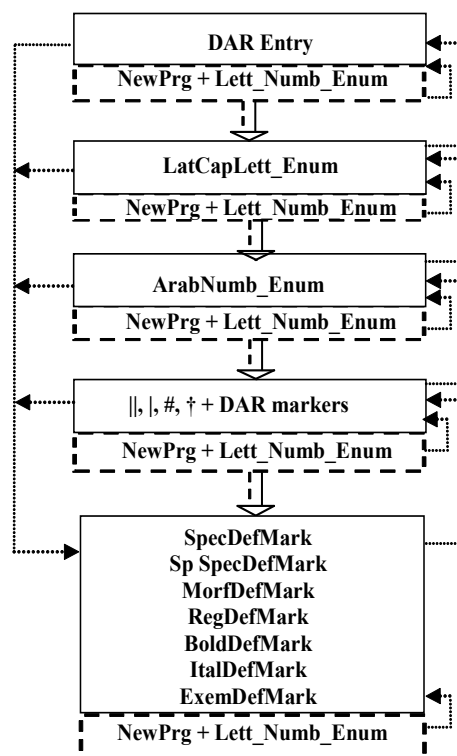 DAR Entry
NewPrg + Lett_Numb_Enum
LatCapLett_Enum
NewPrg + Lett_Numb_Enum
ArabNumb_Enum
NewPrg + Lett_Numb_Enum
||, |, #, † + DAR markers
NewPrg + Lett_Numb_Enum
SpecDefMark
Sp SpecDefMark
MorfDefMark
RegDefMark
BoldDefMark
ItalDefMark
ExemDefMark
NewPrg + Lett_Numb_Enum